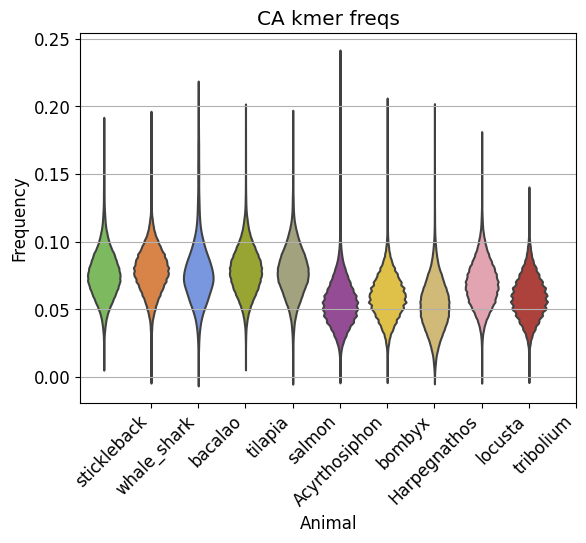 CA kmer freqs
0.25
0.20
0.15
0.10
0.05
0.00
Frequency
stickleback
whale_shark
bacalao
tilapia
salmon
Acyrthosiphon
bombyx
Harpegnathos
locusta
tribolium
Animal